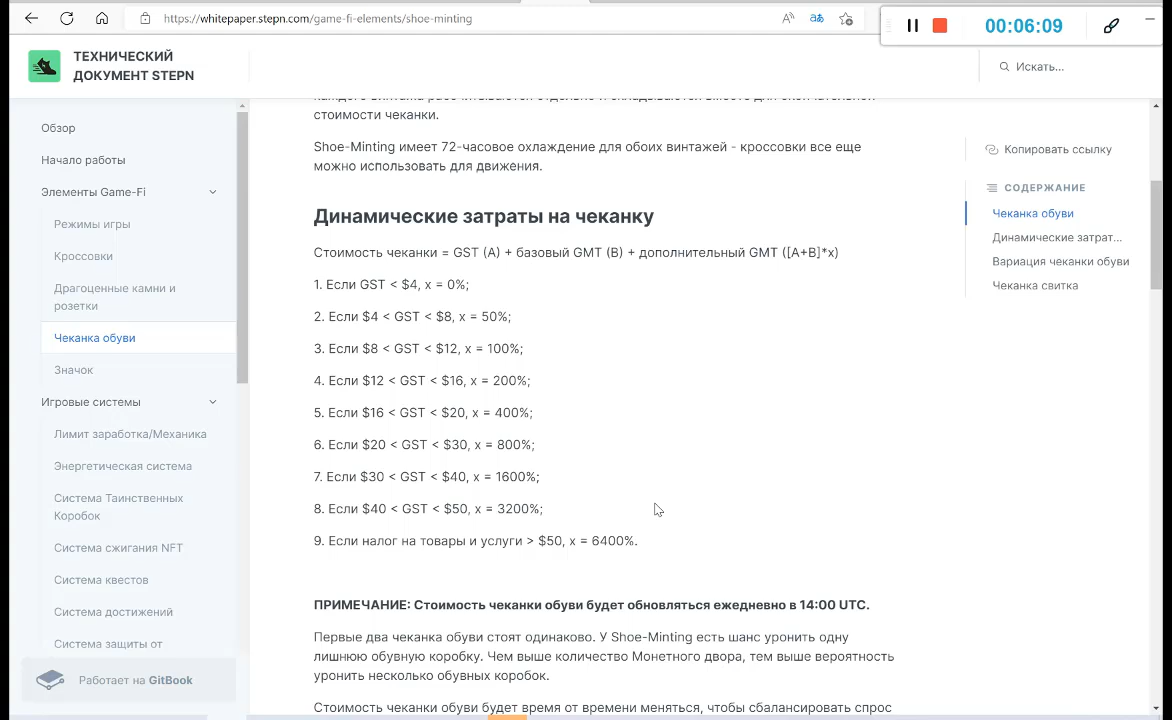 https://whitepaper.stepn.com/game-fi-elements/shoe-minting
00:06:09
ТЕХНИЧЕСКИЙ
ДОКУМЕНТ STEPN
Искать...
Обзор
Начало работы
Элементы Game-Fi
Режимы игры
Кроссовки
Драгоценные камни и
розетки
Чеканка обуви
Значок
Игровые системы
Лимит заработка/Механика
Энергетическая система
Система Таинственных
Коробок
Система сжигания NFT
Система квестов
Система достижений
Система защиты от
Работает на GitBook
стоимости чеканки.
Shoe-Minting имеет 72-часовое охлаждение для обоих винтажей - кроссовки все еще
можно использовать для движения.
Динамические затраты на чеканку
Стоимость чеканки = GST (A) + базовый GMT (B) + дополнительный GMT ([A+B]*x)
1. Если GST < $4, x = 0%;
2. Если $4 < GST < $8, x = 50%;
3. Если $8 < GST < $12, x = 100%;
4. Если $12 < GST < $16, x = 200%;
5. Если $16 < GST < $20, x = 400%;
6. Если $20 < GST < $30, x = 800%;
7. Если $30 < GST < $40, x = 1600%;
8. Если $40 < GST < $50, x = 3200%;
9. Если налог на товары и услуги > $50, x = 6400%.
ПРИМЕЧАНИЕ: Стоимость чеканки обуви будет обновляться ежедневно в 14:00 UTC.
Первые два чеканка обуви стоят одинаково. У Shoe-Minting есть шанс уронить одну
лишнюю обувную коробку. Чем выше количество Монетного двора, тем выше вероятность
уронить несколько обувных коробок.
Стоимость чеканки обуви будет время от времени меняться, чтобы сбалансировать спрос
Копировать ссылку
СОДЕРЖАНИЕ
Чеканка обуви
Динамические затрат...
Вариация чеканки обуви
Чеканка свитка